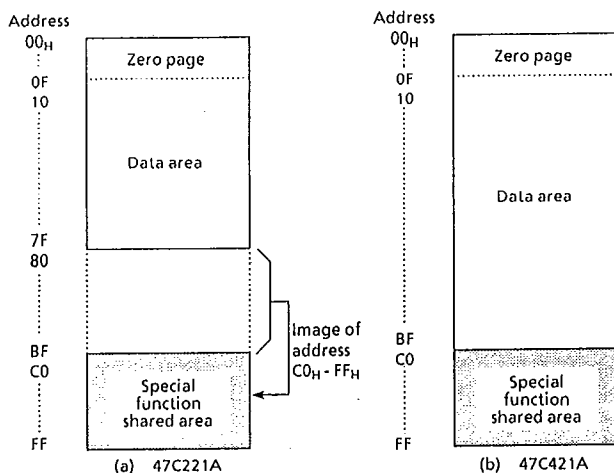 Address
00H
0F
10
7F
80
BF
C0
FF
Zero page
Data area
Special
function
shared area
Image of
address
C0H - FFH
(a) 47C221A
Address
00H
0F
10
BF
C0
FF
Zero page
Data area
Special
function
shared area
(b) 47C421A